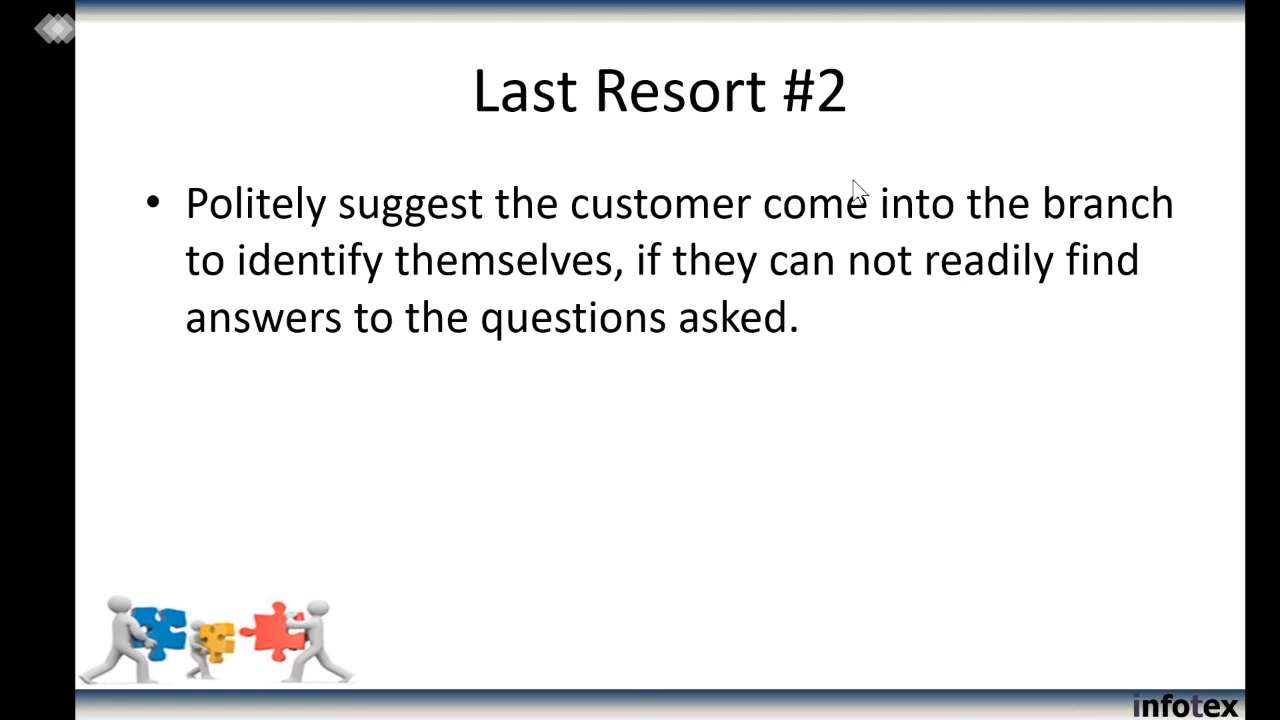 Last Resort #2
• Politely suggest the customer come into the branch
to identify themselves, if they can not readily find
answers to the questions asked.
infotex